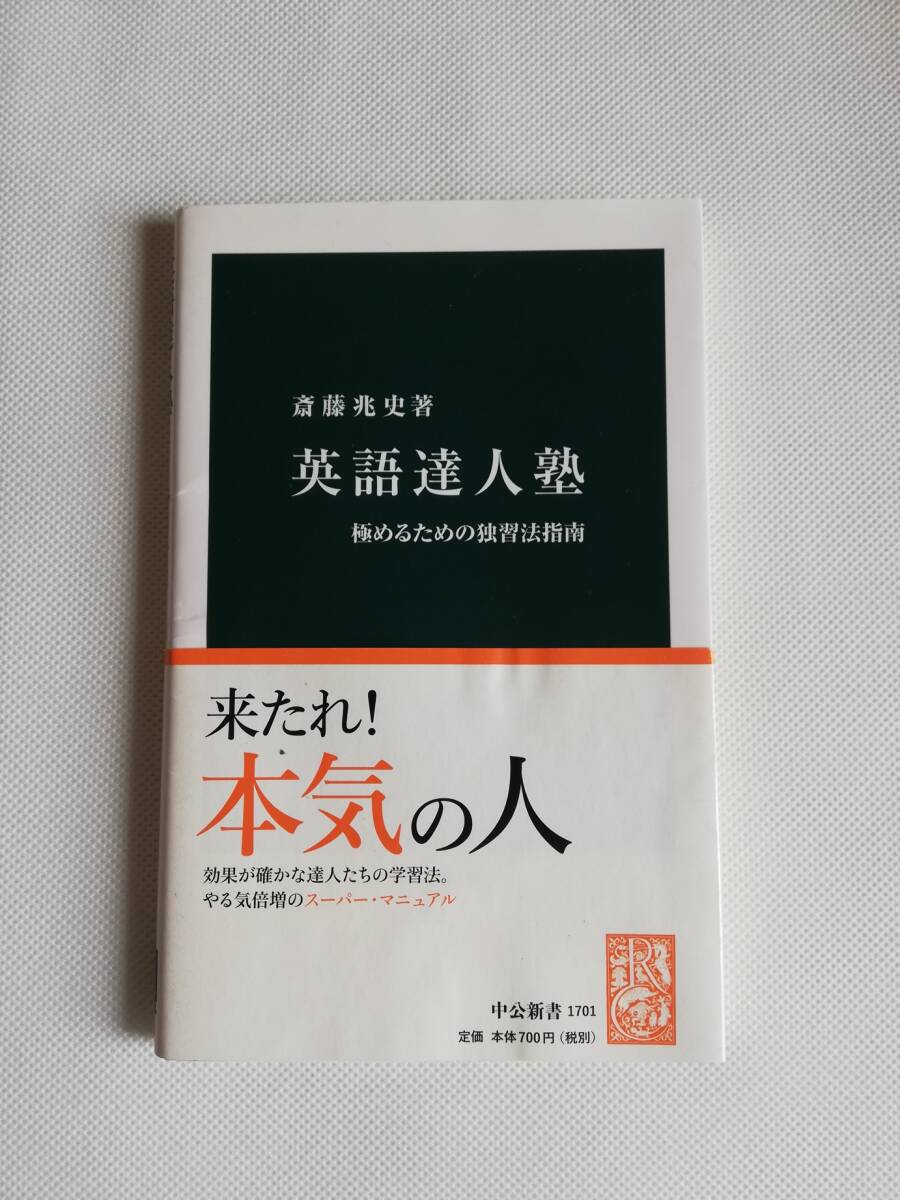 斎藤兆史著
英語達人塾
極めるための独習法指南
来たれ!
本気の人
効果が確かな達人たちの学習法。
やる気倍増のスーパー・マニュアル
中公新書 1701
定価 本体700円(税別)
R
C